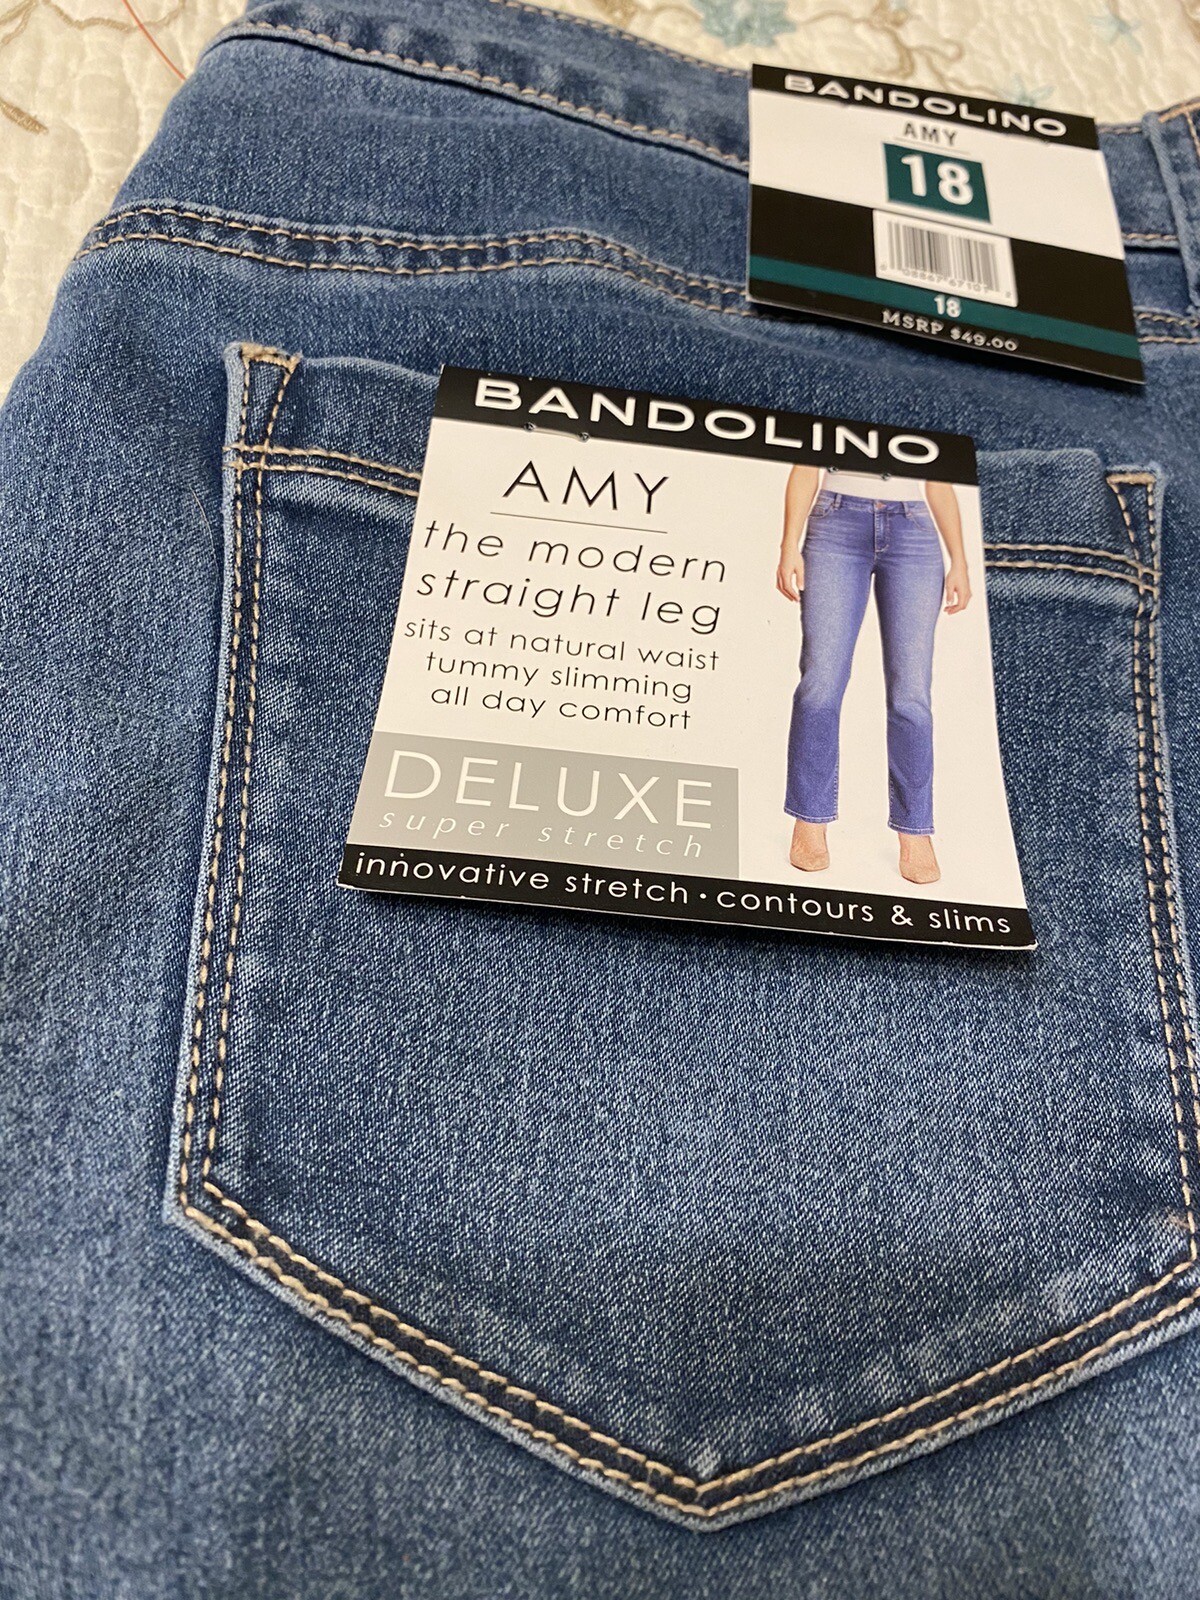 BANDOLINO
AMY
18
18
MSRP $49.00
BANDOLINO
AMY
the modern
straight leg
sits at natural waist
tummy slimming
all day comfort
DELUXE
super stretch
innovative stretch • contours & slims